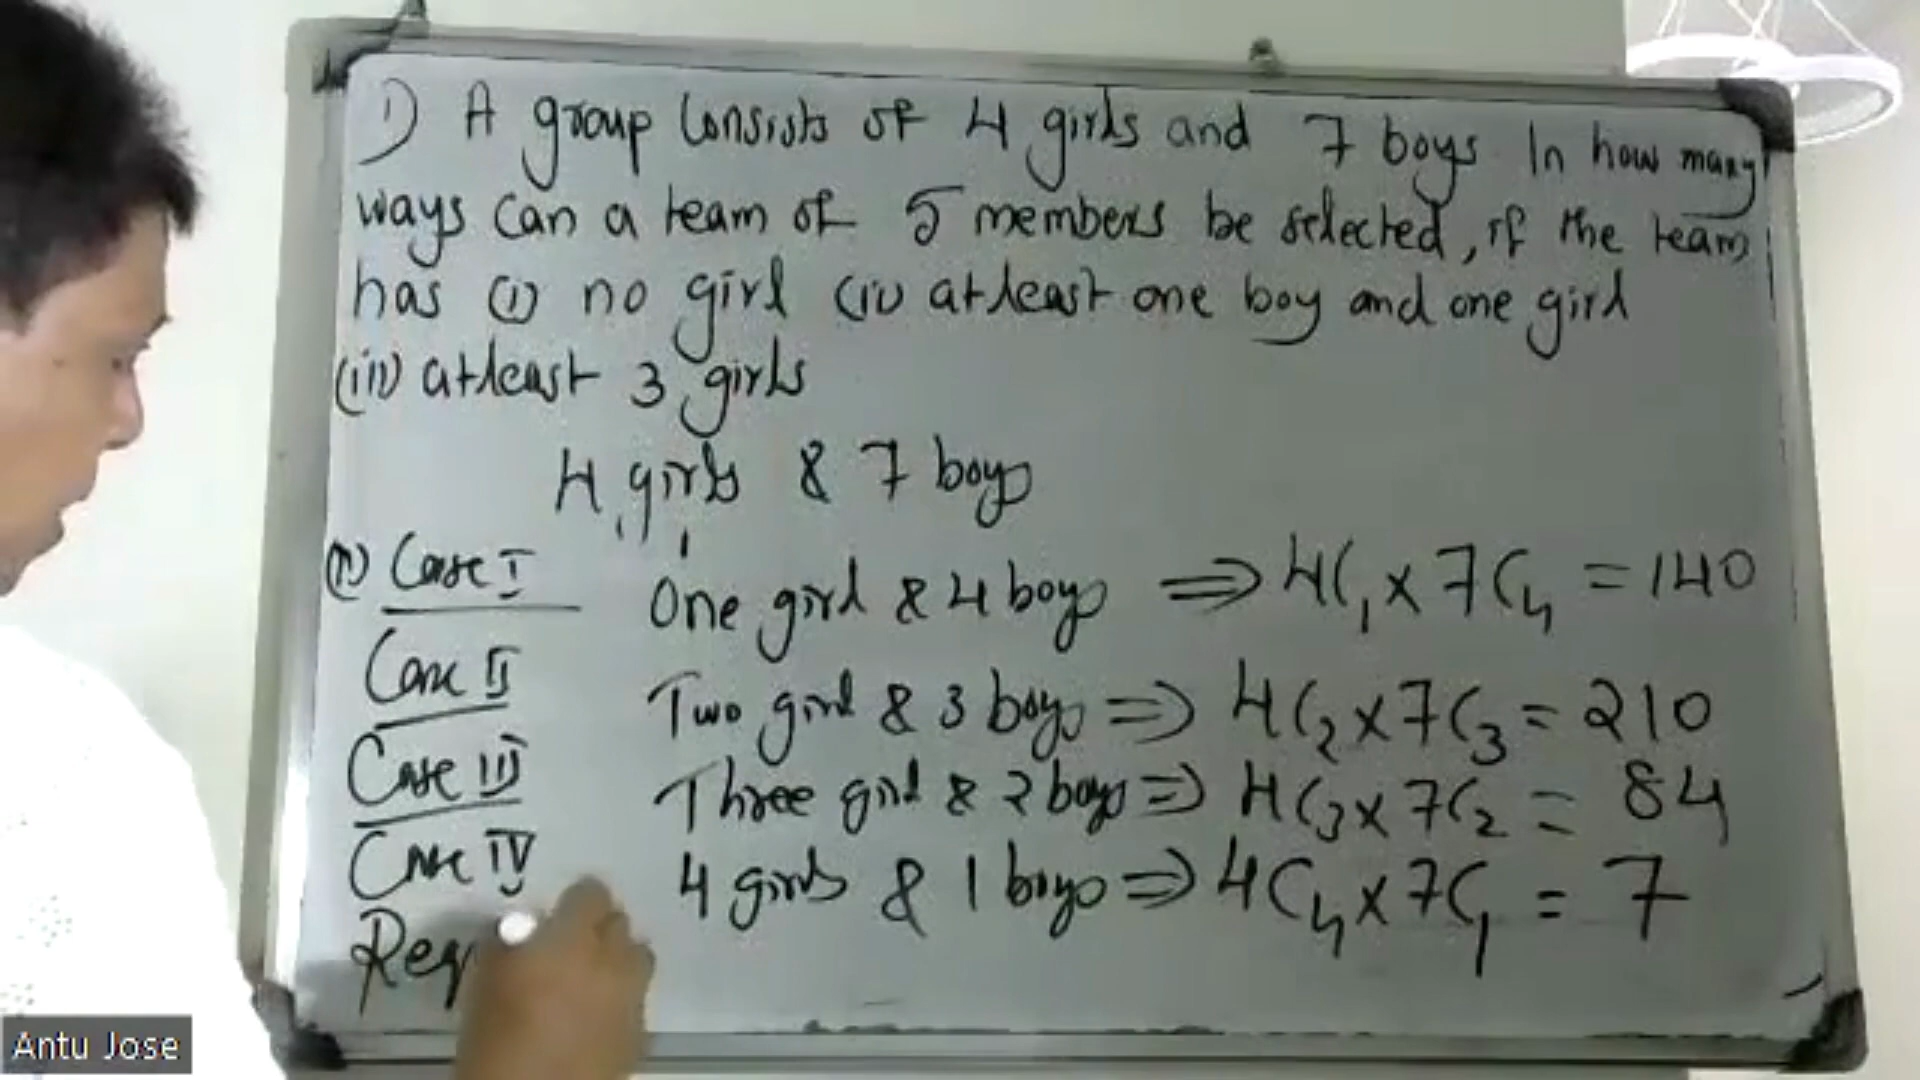 1) A group consists of 4 girls and 7 boys. In how many
ways can a team of 5 members be selected, if the team
has (i) no girl (ii) atleast one boy and one girl
(iii) atleast 3 girls
4 girls & 7 boys
(ii) Case I One girl & 4 boys ⇒ 4C₁ × 7C₄ = 140
Case II Two girl & 3 boys ⇒ 4C₂ × 7C₃ = 210
Case III Three girl & 2 boys ⇒ 4C₃ × 7C₂ = 84
Case IV 4 girls & 1 boys ⇒ 4C₄ × 7C₁ = 7
Req
Antu Jose